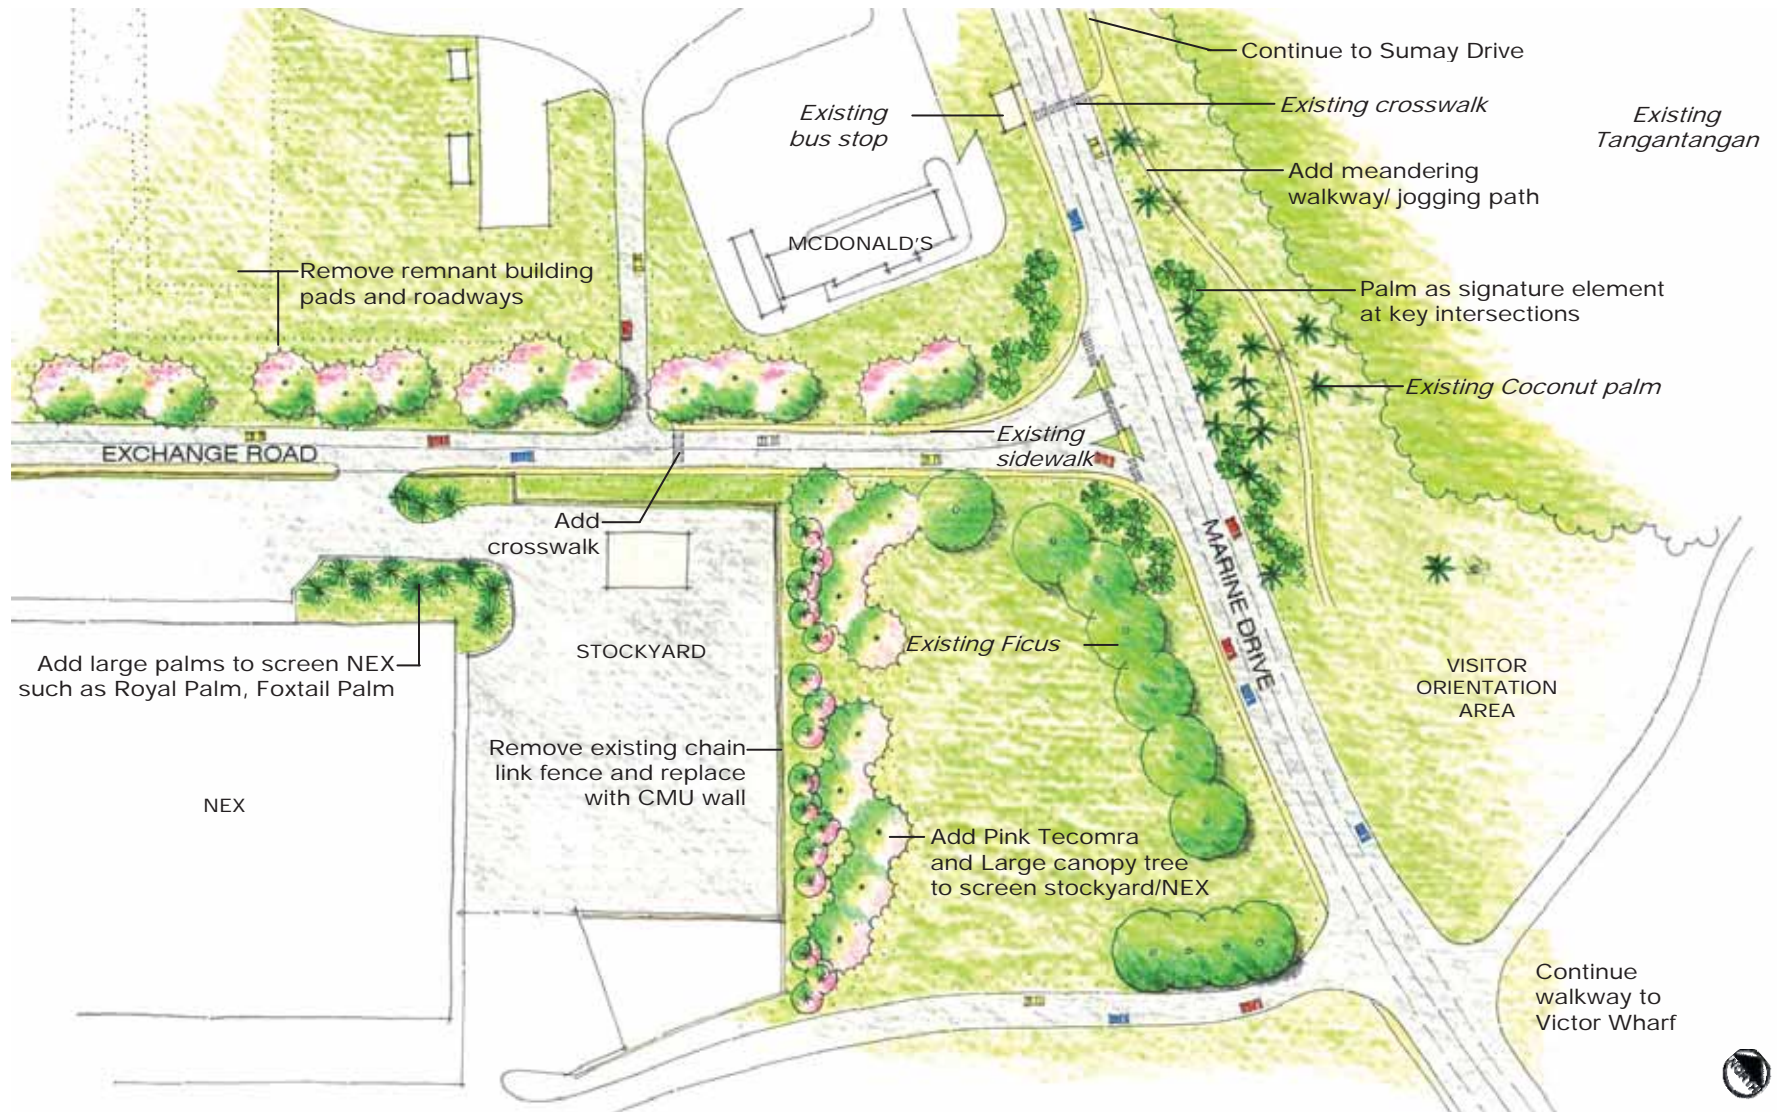 Continue to Sumay Drive
Existing crosswalk
Existing
bus stop
Existing
Tangantangan
Add meandering
walkway/ jogging path
MCDONALD'S
Remove remnant building
pads and roadways
Palm as signature element
at key intersections
Existing Coconut palm
EXCHANGE ROAD
Existing
sidewalk
Add
crosswalk
MARINE DRIVE
Existing Ficus
STOCKYARD
Add large palms to screen NEX
such as Royal Palm, Foxtail Palm
VISITOR
ORIENTATION
AREA
Remove existing chain
link fence and replace
with CMU wall
NEX
Add Pink Tecomra
and Large canopy tree
to screen stockyard/NEX
Continue
walkway to
Victor Wharf
NORTH